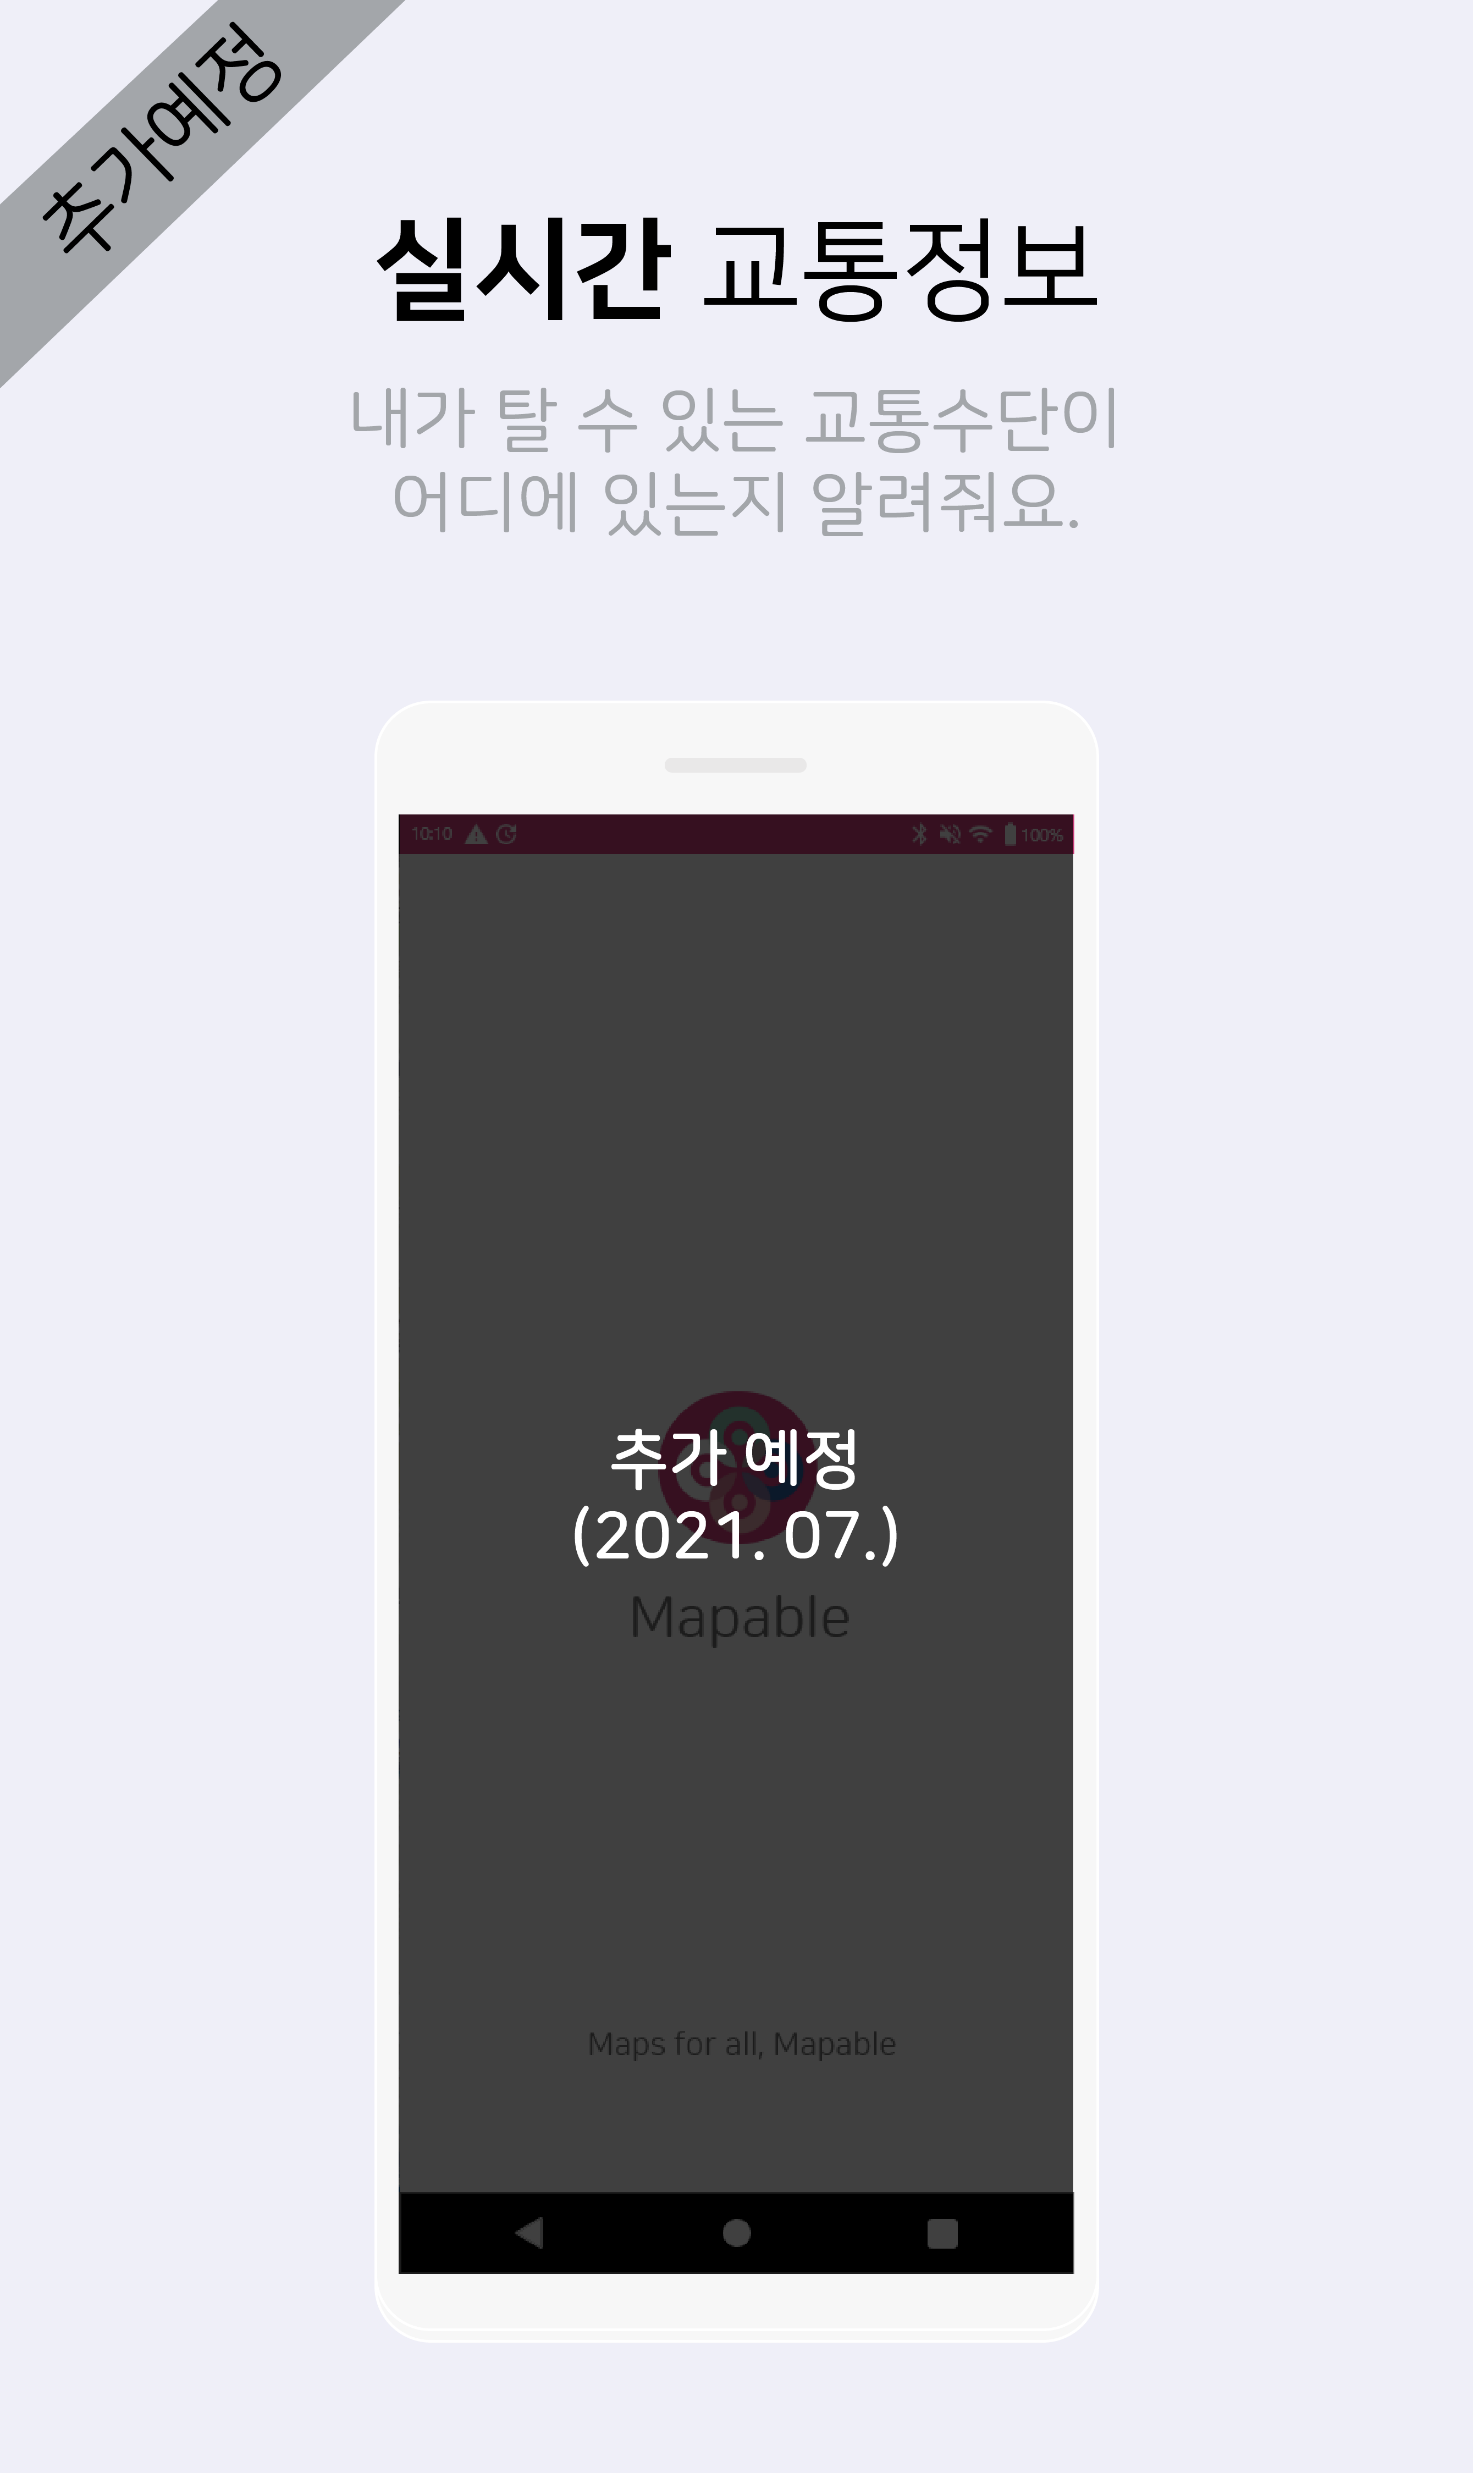 추가예정
실시간 교통정보
내가 탈 수 있는 교통수단이
어디에 있는지 알려줘요.
10:10
100%
추가 예정
(2021. 07.)
Mapable
Maps for all, Mapable